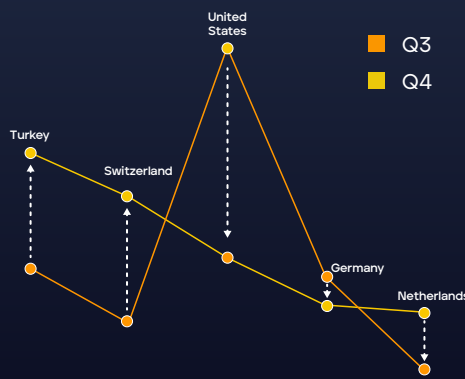 United
States
Q3
Q4
Turkey
Switzerland
Germany
Netherlands